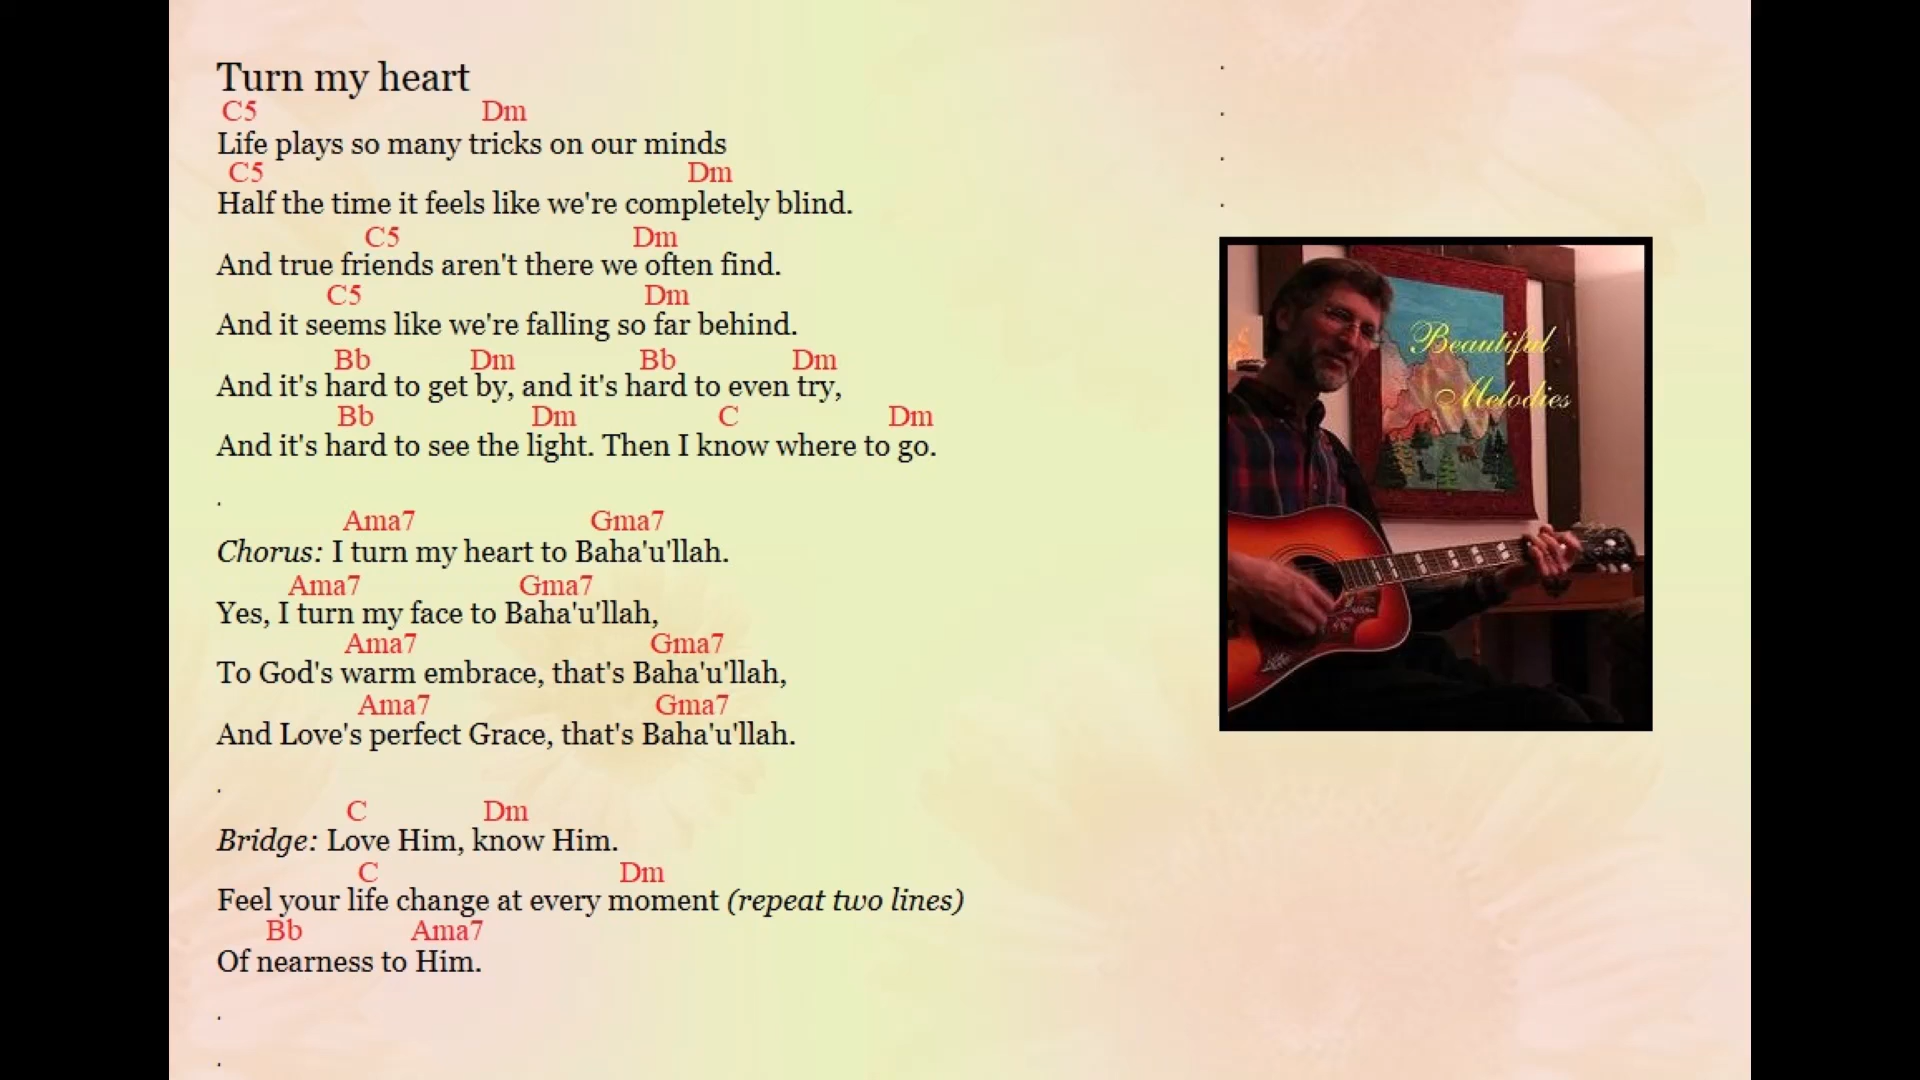 Turn my heart
C5 Dm
Life plays so many tricks on our minds
C5 Dm
Half the time it feels like we're completely blind.
C5 Dm
And true friends aren't there we often find.
C5 Dm
And it seems like we're falling so far behind.
Bb Dm Bb Dm
And it's hard to get by, and it's hard to even try,
Bb Dm C Dm
And it's hard to see the light. Then I know where to go.
.
Ama7 Gma7
Chorus: I turn my heart to Baha'u'llah.
Ama7 Gma7
Yes, I turn my face to Baha'u'llah,
Ama7 Gma7
To God's warm embrace, that's Baha'u'llah,
Ama7 Gma7
And Love's perfect Grace, that's Baha'u'llah.
.
C Dm
Bridge: Love Him, know Him.
C Dm
Feel your life change at every moment (repeat two lines)
Bb Ama7
Of nearness to Him.
.
.
.
.
.
.
Beautiful
Melodies